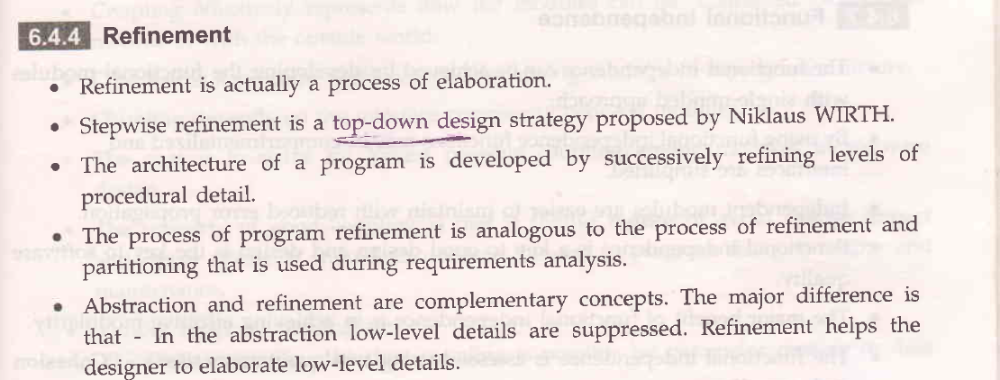 6.4.4 Refinement
• Refinement is actually a process of elaboration.
• Stepwise refinement is a top-down design strategy proposed by Niklaus WIRTH.
• The architecture of a program is developed by successively refining levels of
procedural detail.
• The process of program refinement is analogous to the process of refinement and
partitioning that is used during requirements analysis.
• Abstraction and refinement are complementary concepts. The major difference is
that - In the abstraction low-level details are suppressed. Refinement helps the
designer to elaborate low-level details.